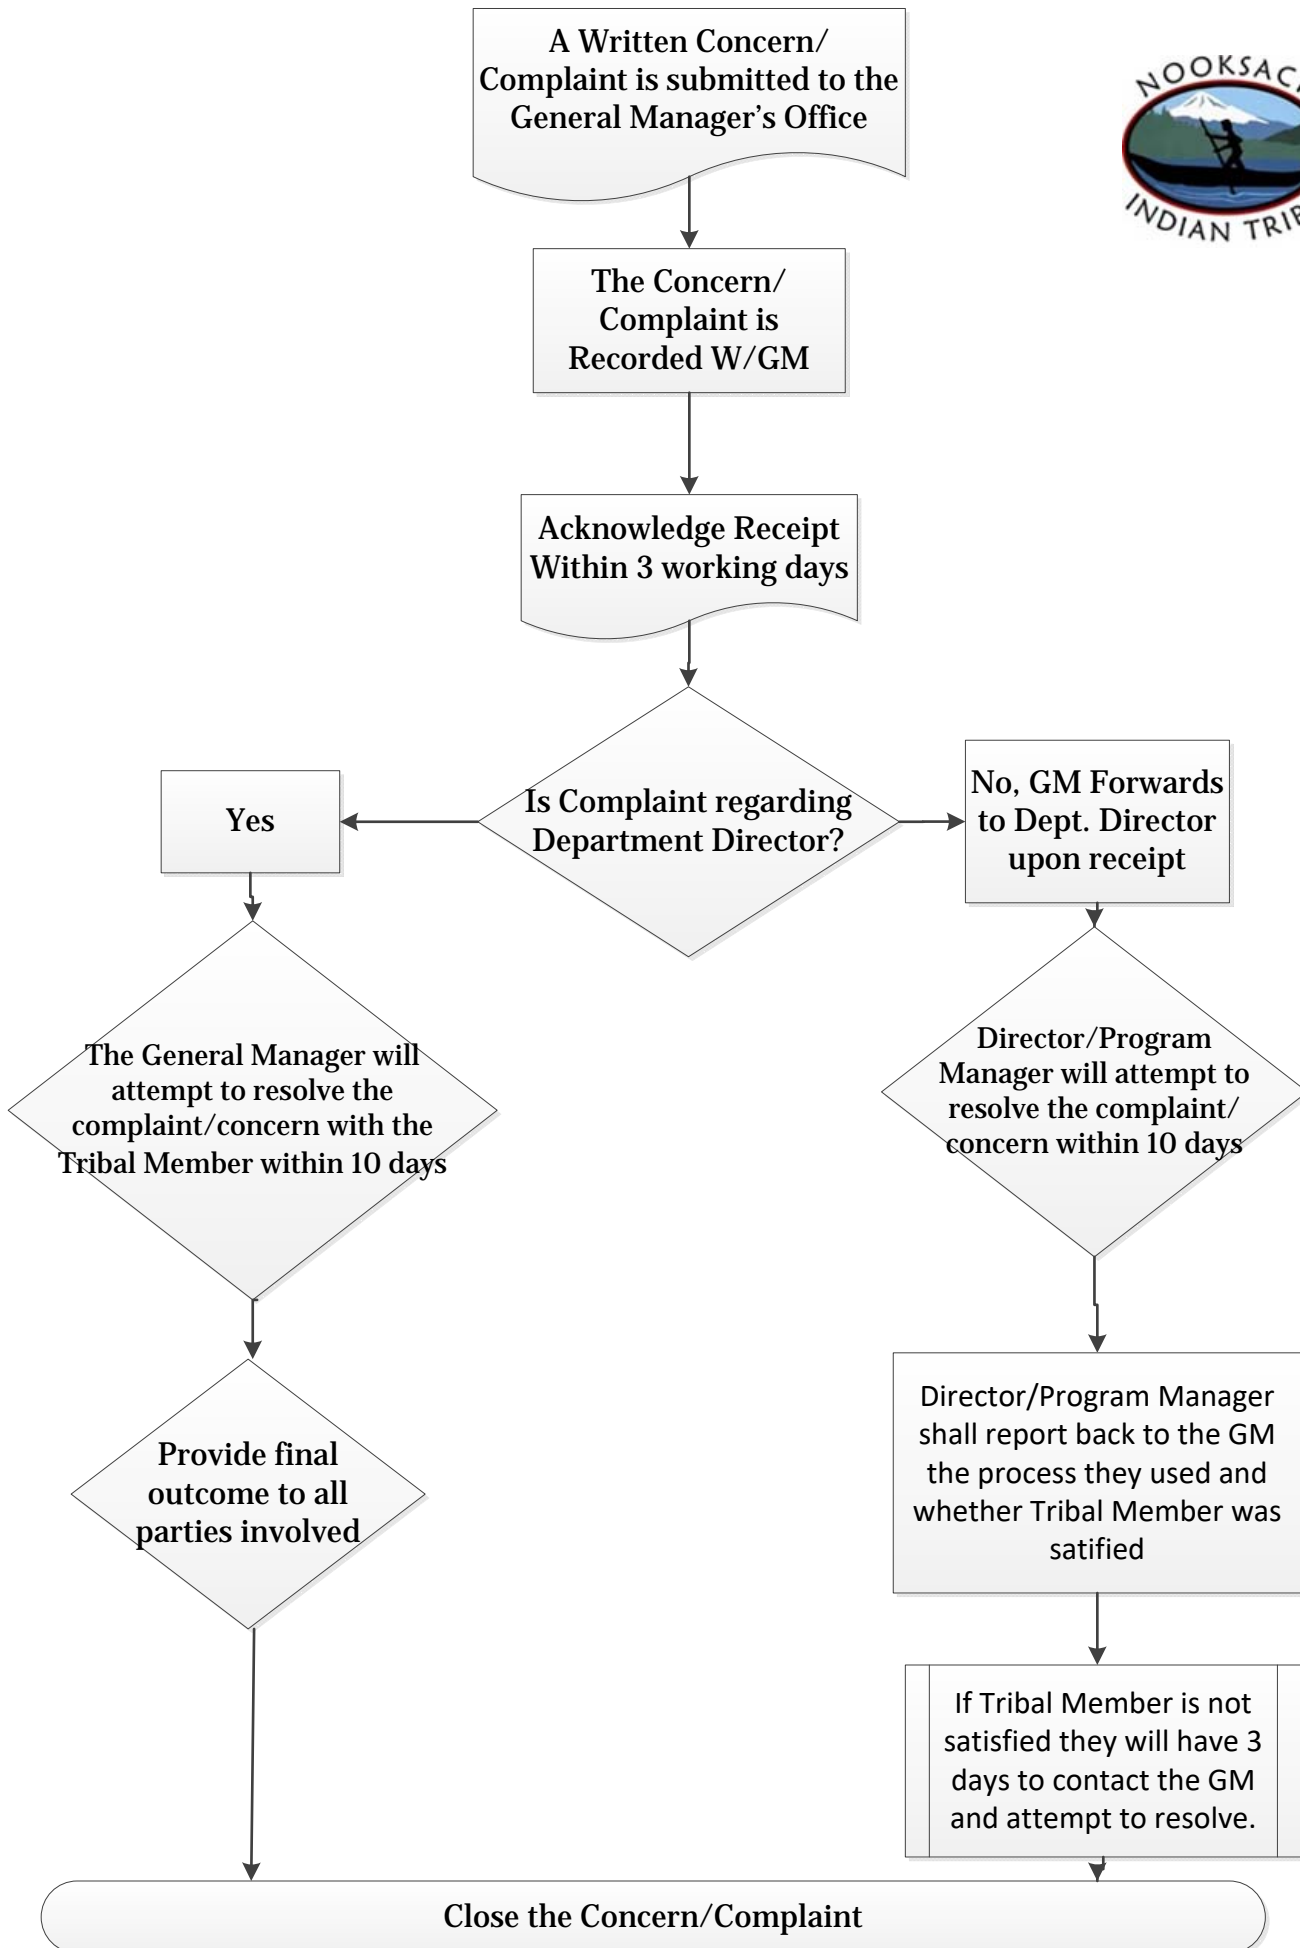 A Written Concern/
Complaint is submitted to the
General Manager's Office
INDIAN
The Concern/
Complaint is
Recorded W/GM
Acknowledge Receipt
Within 3 working days
Is Complaint regarding
Department Director?
Yes
No, GM Forwards
to Dept. Director
upon receipt
The General Manager will
attempt to resolve the
complaint/concern with the
Tribal Member within 10 days
Director/Program
Manager will attempt to
resolve the complaint/
concern within 10 days
Provide final
outcome to all
parties involved
Director/Program Manager
shall report back to the GM
the process they used and
whether Tribal Member was
satified
If Tribal Member is not
satisfied they will have 3
days to contact the GM
and attempt to resolve.
Close the Concern/Complaint